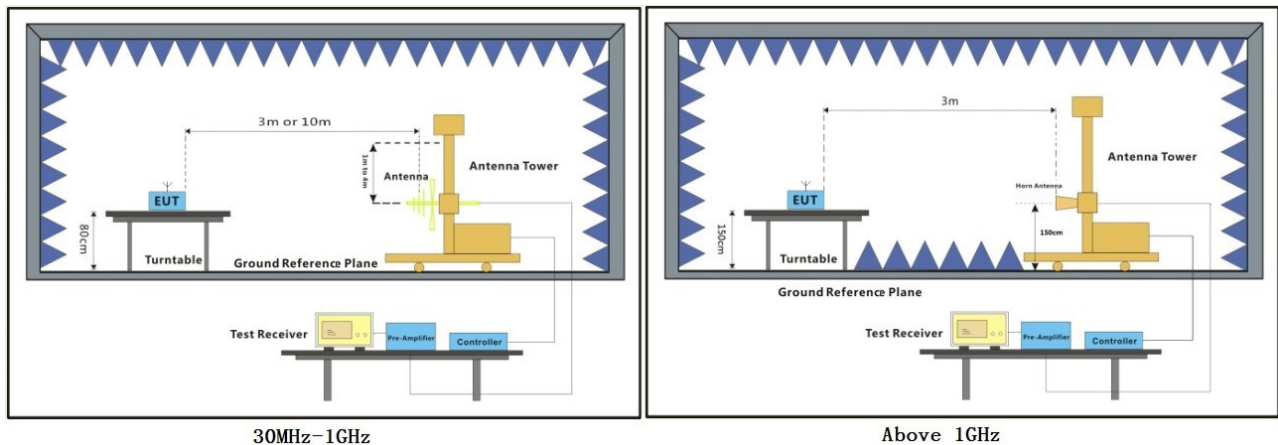 3m or 10m
1m to 4m
Antenna Tower
Antenna
EUT
80cm
Turntable
Ground Reference Plane
Test Receiver
Pre-Amplifier
Controller
30MHz-1GHz
3m
Antenna Tower
Horn Antenna
EUT
150cm
150cm
Turntable
Ground Reference Plane
Test Receiver
Pre-Amplifier
Controller
Above 1GHz